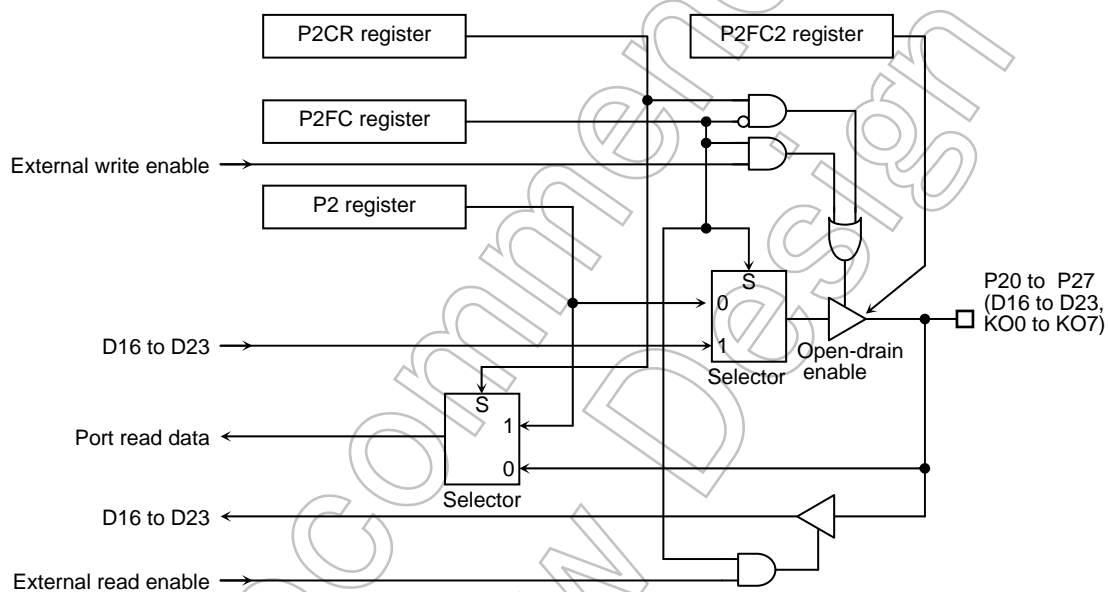 P2CR register
P2FC2 register
P2FC register
External write enable
P2 register
S
0
1
P20 to P27
(D16 to D23,
KO0 to KO7)
D16 to D23
Selector
Open-drain
enable
S
1
0
Port read data
Selector
D16 to D23
External read enable